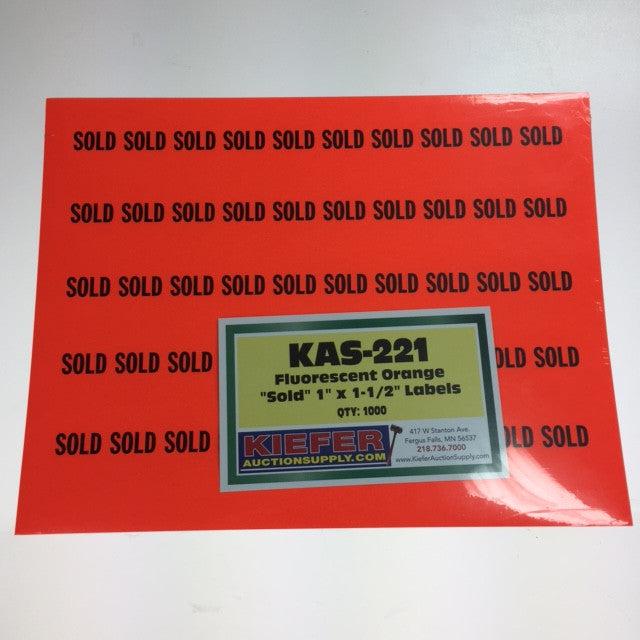 SOLD SOLD SOLD SOLD SOLD SOLD SOLD SOLD SOLD SOLD
SOLD SOLD SOLD SOLD SOLD SOLD SOLD SOLD SOLD SOLD
SOLD SOLD SOLD SOLD SOLD SOLD SOLD SOLD SOLD SOLD
SOLD SOLD SOLD OLD SOLD
SOLD SOLD SOLD OLD SOLD
KAS-221
Fluorescent Orange
"Sold" 1" x 1-1/2" Labels
QTY: 1000
KIEFER
AUCTIONSUPPLY.COM
417 W Stanton Ave.
Fergus Falls, MN 56537
218.736.7000
www.KieferAuctionSupply.com